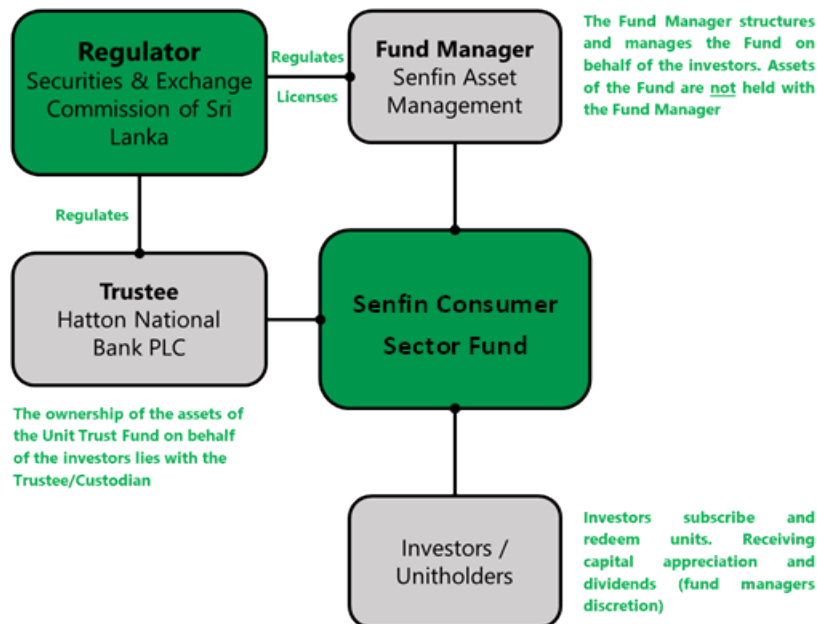 Regulator
Securities & Exchange
Commission of Sri
Lanka
Regulates
Licenses
Fund Manager
Senfin Asset
Management
The Fund Manager structures
and manages the Fund on
behalf of the investors. Assets
of the Fund are not held with
the Fund Manager
Regulates
Trustee
Hatton National
Bank PLC
Senfin Consumer
Sector Fund
The ownership of the assets of
the Unit Trust Fund on behalf
of the investors lies with the
Trustee/Custodian
Investors /
Unitholders
Investors subscribe and
redeem units. Receiving
capital appreciation and
dividends (fund managers
discretion)